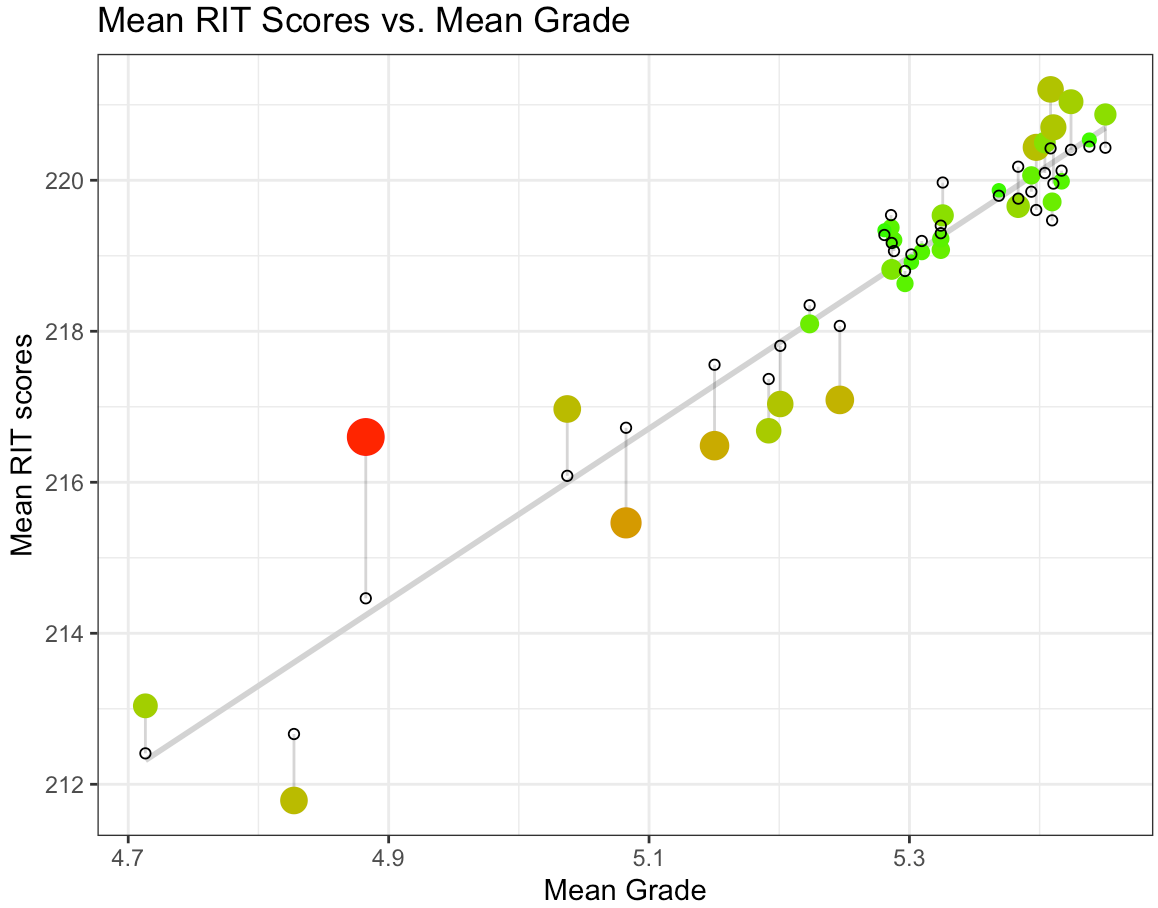 Mean RIT Scores vs. Mean Grade
Mean RIT scores
220
218
216
214
212
4.7 4.9 5.1 5.3
Mean Grade